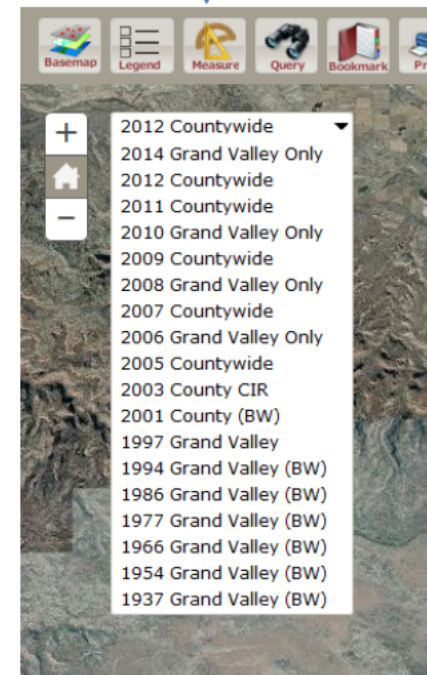 Basemap Legend Measure Query Bookmark Pr
2012 Countywide
2014 Grand Valley Only
2012 Countywide
2011 Countywide
2010 Grand Valley Only
2009 Countywide
2008 Grand Valley Only
2007 Countywide
2006 Grand Valley Only
2005 Countywide
2003 County CIR
2001 County (BW)
1997 Grand Valley
1994 Grand Valley (BW)
1986 Grand Valley (BW)
1977 Grand Valley (BW)
1966 Grand Valley (BW)
1954 Grand Valley (BW)
1937 Grand Valley (BW)